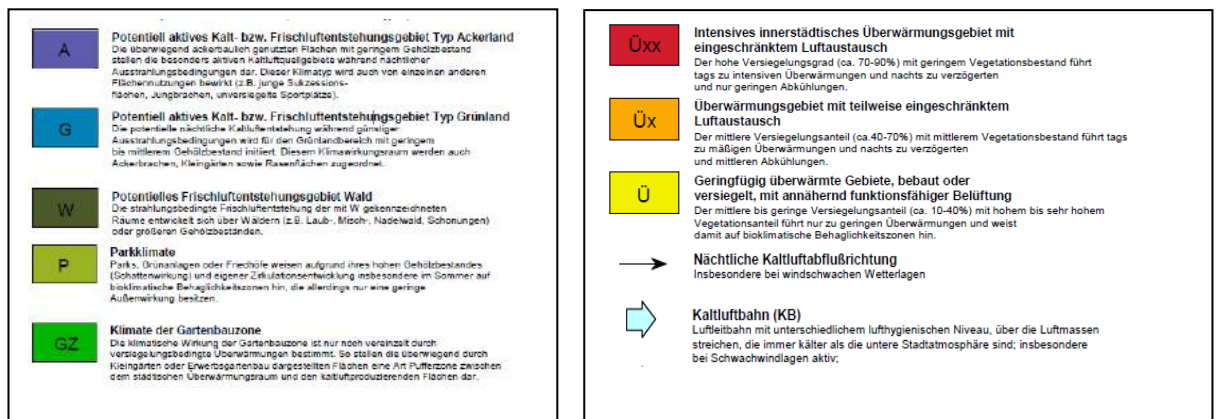 A
Potentiell aktives Kalt- bzw. Frischluftentstehungsgebiet Typ Ackerland
Die überwiegend ackerbaulich genutzten Flächen mit geringem Gehölzbestand
stellen die besonders aktiven Kaltluftquellgebiete während nächtlicher
Ausstrahlungsbedingungen dar. Dieser Klimatyp wird auch von einzelnen anderen
Flächennutzungen bewirkt (z.B. junge Sukzessions-
flächen, Jungbrachen, unversiegelte Sportplätze).
G
Potentiell aktives Kalt- bzw. Frischluftentstehungsgebiet Typ Grünland
Die potentielle nächtliche Kaltluftentstehung während günstiger
Ausstrahlungsbedingungen wird für den Grünlandbereich mit geringem
bis mittlerem Gehölzbestand initiiert. Diesem Klimawirkungsraum werden auch
Ackerbrachen, Kleingärten sowie Rasenflächen zugeordnet.
W
Potentielles Frischluftentstehungsgebiet Wald
Die strahlungsbedingte Frischluftentstehung der mit W gekennzeichneten
Räume entwickelt sich über Wäldern (z.B. Laub-, Misch-, Nadelwald, Schonungen)
oder größeren Gehölzbeständen.
P
Parkklimate
Parks, Grünanlagen oder Friedhöfe weisen aufgrund ihres hohen Gehölzbestandes
(Schattenwirkung) und eigener Zirkulationsentwicklung insbesondere im Sommer auf
bioklimatische Behaglichkeitszonen hin, die allerdings nur eine geringe
Außenwirkung besitzen.
GZ
Klimate der Gartenbauzone
Die klimatische Wirkung der Gartenbauzone ist nur noch vereinzelt durch
versiegelungsbedingte Überwärmungen bestimmt. So stellen die überwiegend durch
Kleingärten oder Erwerbsgartenbau dargestellten Flächen eine Art Pufferzone zwischen
dem städtischen Überwärmungsraum und den kaltluftproduzierenden Flächen dar.
Üxx
Intensives innerstädtisches Überwärmungsgebiet mit
eingeschränktem Luftaustausch
Der hohe Versiegelungsgrad (ca. 70-90%) mit geringem Vegetationsbestand führt
tags zu intensiven Überwärmungen und nachts zu verzögerten
und nur geringen Abkühlungen.
Üx
Überwärmungsgebiet mit teilweise eingeschränktem
Luftaustausch
Der mittlere Versiegelungsanteil (ca.40-70%) mit mittlerem Vegetationsbestand führt tags
zu mäßigen Überwärmungen und nachts zu verzögerten
und mittleren Abkühlungen.
Ü
Geringfügig überwärmte Gebiete, bebaut oder
versiegelt, mit annähernd funktionsfähiger Belüftung
Der mittlere bis geringe Versiegelungsanteil (ca. 10-40%) mit hohem bis sehr hohem
Vegetationsanteil führt nur zu geringen Überwärmungen und weist
damit auf bioklimatische Behaglichkeitszonen hin.
Nächtliche Kaltluftabflußrichtung
Insbesondere bei windschwachen Wetterlagen
Kaltluftbahn (KB)
Luftleitbahn mit unterschiedlichem lufthygienischen Niveau, über die Luftmassen
streichen, die immer kälter als die untere Stadtatmosphäre sind; insbesondere
bei Schwachwindlagen aktiv;